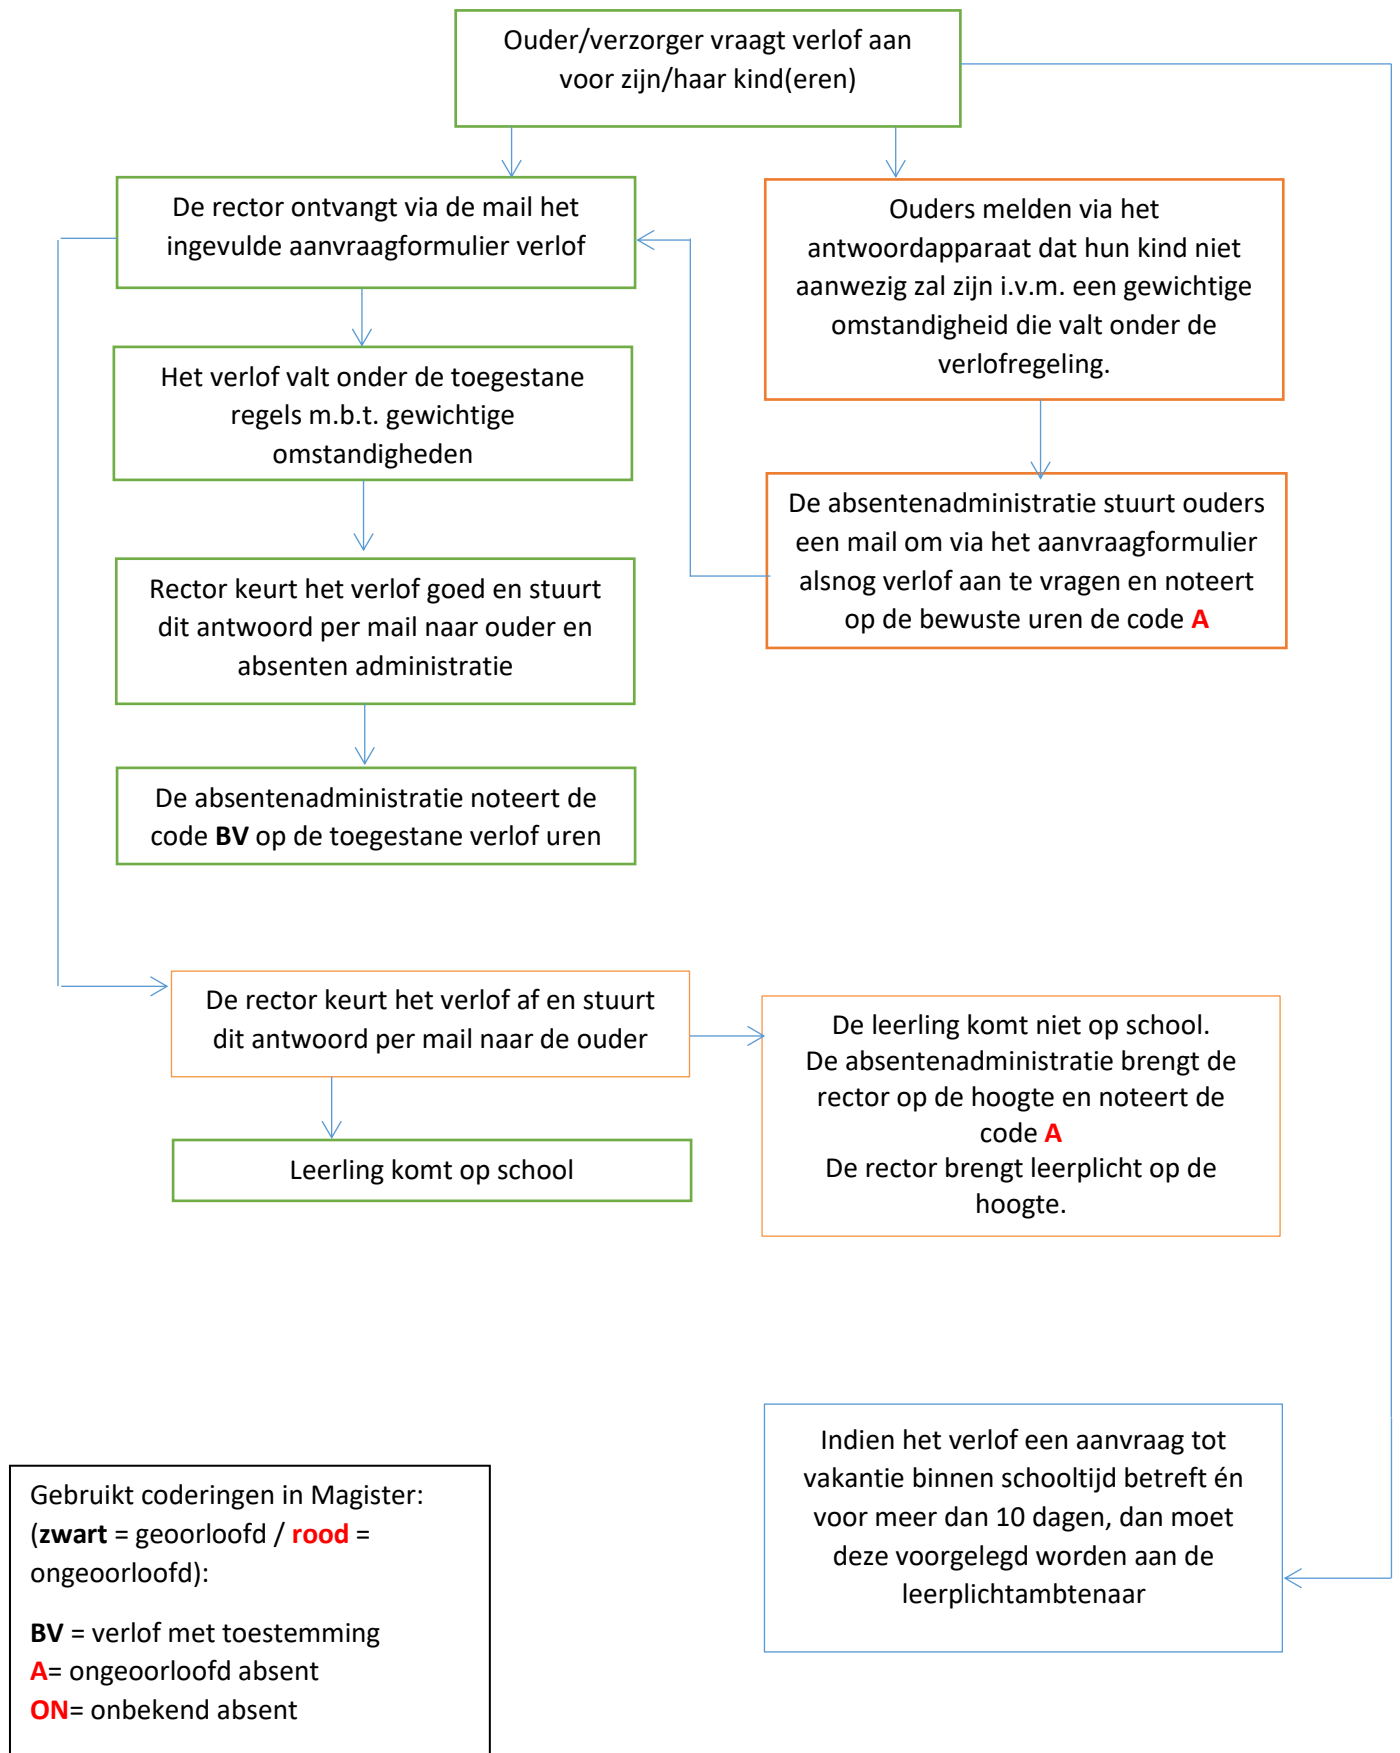 Ouder/verzorger vraagt verlof aan
voor zijn/haar kind(eren)
De rector ontvangt via de mail het
ingevulde aanvraagformulier verlof
Ouders melden via het
antwoordapparaat dat hun kind niet
aanwezig zal zijn i.v.m. een gewichtige
omstandigheid die valt onder de
verlofregeling.
Het verlof valt onder de toegestane
regels m.b.t. gewichtige
omstandigheden
De absentenadministratie stuurt ouders
een mail om via het aanvraagformulier
alsnog verlof aan te vragen en noteert
op de bewuste uren de code A
Rector keurt het verlof goed en stuurt
dit antwoord per mail naar ouder en
absenten administratie
De absentenadministratie noteert de
code BV op de toegestane verlof uren
De rector keurt het verlof af en stuurt
dit antwoord per mail naar de ouder
De leerling komt niet op school.
De absentenadministratie brengt de
rector op de hoogte en noteert de
code A
De rector brengt leerplicht op de
hoogte.
Leerling komt op school
Indien het verlof een aanvraag tot
vakantie binnen schooltijd betreft én
voor meer dan 10 dagen, dan moet
deze voorgelegd worden aan de
leerplichtambtenaar
Gebruikt coderingen in Magister:
(zwart = geoorloofd / rood =
ongeoorloofd):
BV = verlof met toestemming
A= ongeoorloofd absent
ON= onbekend absent